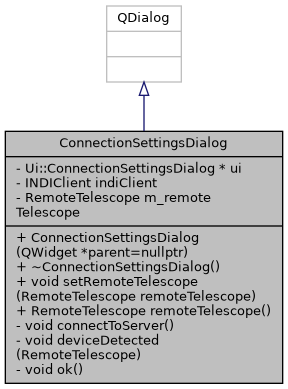 QDialog
ConnectionSettingsDialog
- Ui::ConnectionSettingsDialog * ui
- INDIClient indiClient
- RemoteTelescope m_remote
Telescope
+ ConnectionSettingsDialog
(QWidget *parent=nullptr)
+ ~ConnectionSettingsDialog()
+ void setRemoteTelescope
(RemoteTelescope remoteTelescope)
+ RemoteTelescope remoteTelescope()
- void connectToServer()
- void deviceDetected
(RemoteTelescope)
- void ok()